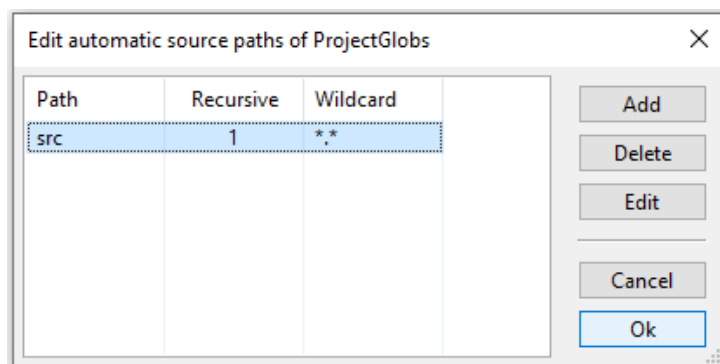 Edit automatic source paths of ProjectGlobs
Path Recursive Wildcard
src 1 *.*
Add
Delete
Edit
Cancel
Ok